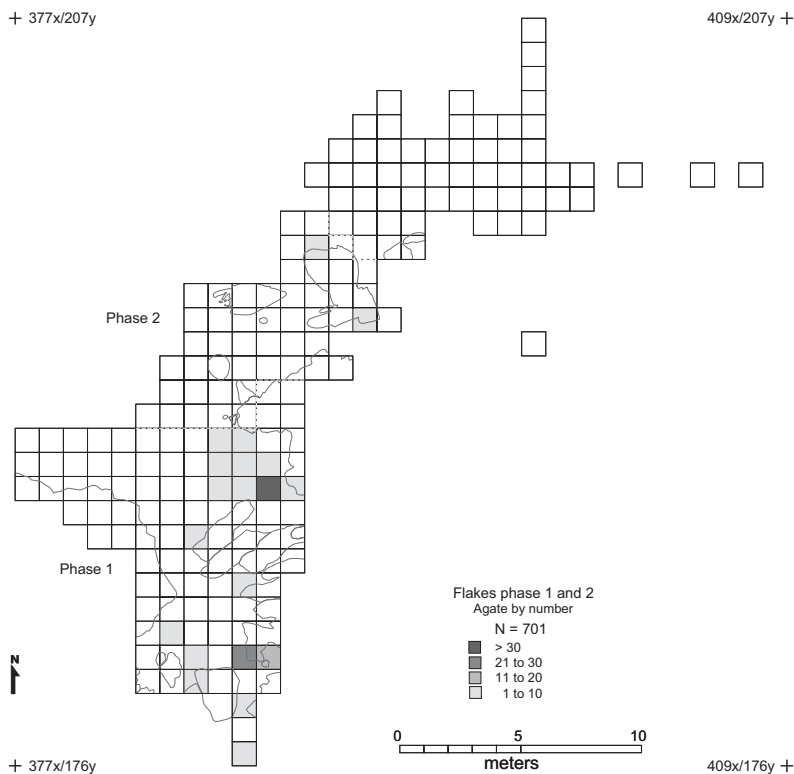 377x/207y
409x/207y
Phase 2
Phase 1
Flakes phase 1 and 2
Agate by number
N = 701
> 30
21 to 30
11 to 20
1 to 10
N
0 5 10
meters
377x/176y
409x/176y